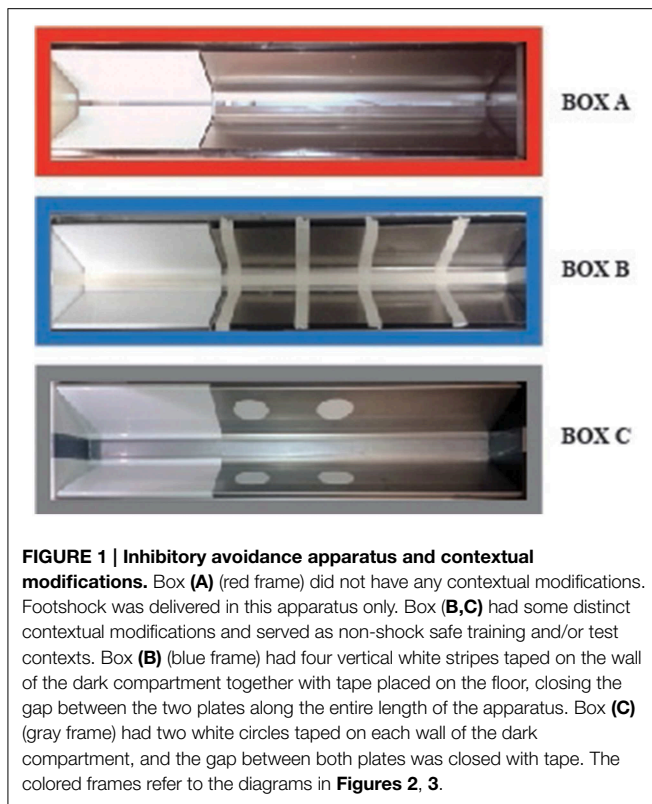 BOX A
BOX B
BOX C
FIGURE 1 | Inhibitory avoidance apparatus and contextual
modifications. Box (A) (red frame) did not have any contextual modifications.
Footshock was delivered in this apparatus only. Box (B,C) had some distinct
contextual modifications and served as non-shock safe training and/or test
contexts. Box (B) (blue frame) had four vertical white stripes taped on the wall
of the dark compartment together with tape placed on the floor, closing the
gap between the two plates along the entire length of the apparatus. Box (C)
(gray frame) had two white circles taped on each wall of the dark
compartment, and the gap between both plates was closed with tape. The
colored frames refer to the diagrams in Figures 2, 3.